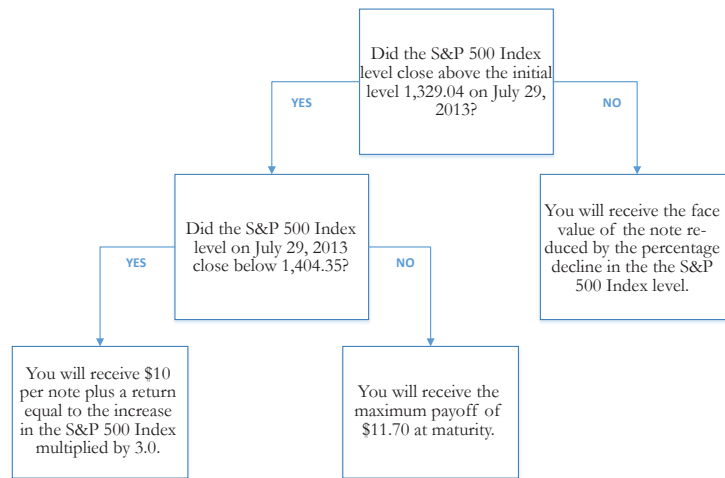 Did the S&P 500 Index
level close above the initial
level 1,329.04 on July 29,
2013?
YES
NO
Did the S&P 500 Index
level on July 29, 2013
close below 1,404.35?
You will receive the face
value of the note re-
duced by the percentage
decline in the the S&P
500 Index level.
YES
NO
You will receive $10
per note plus a return
equal to the increase
in the S&P 500 Index
multiplied by 3.0.
You will receive the
maximum payoff of
$11.70 at maturity.